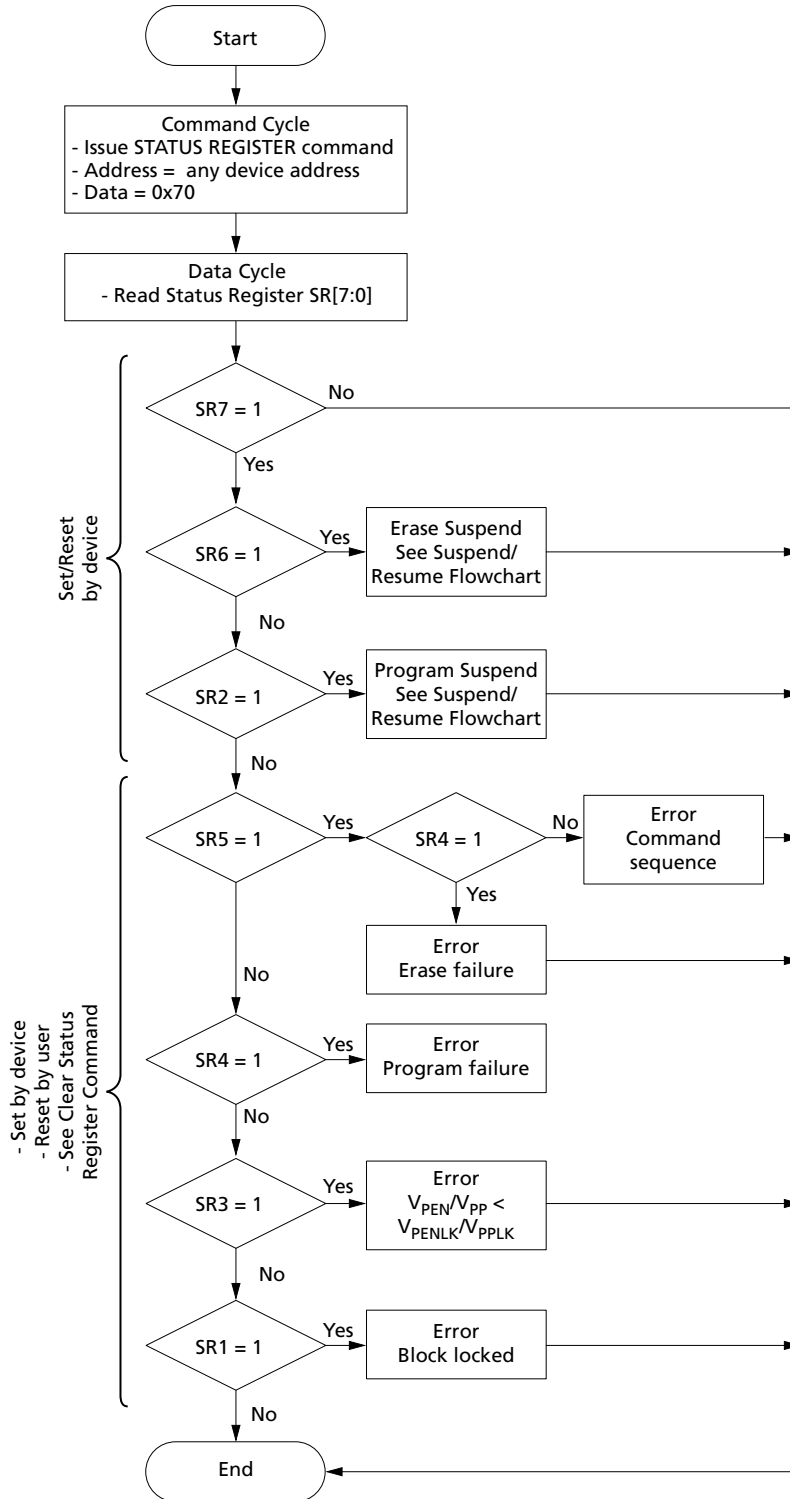 Start
Command Cycle
- Issue STATUS REGISTER command
- Address = any device address
- Data = 0x70
Data Cycle
- Read Status Register SR[7:0]
Set/Reset
by device
SR7 = 1
No
Yes
SR6 = 1
Yes
Erase Suspend
See Suspend/
Resume Flowchart
No
SR2 = 1
Yes
Program Suspend
See Suspend/
Resume Flowchart
No
- Set by device
- Reset by user
- See Clear Status
Register Command
SR5 = 1
Yes
SR4 = 1
No
Error
Command
sequence
Yes
Error
Erase failure
No
SR4 = 1
Yes
Error
Program failure
No
SR3 = 1
Yes
Error
VPEN/VPP <
VPENLK/VPPLK
No
SR1 = 1
Yes
Error
Block locked
No
End